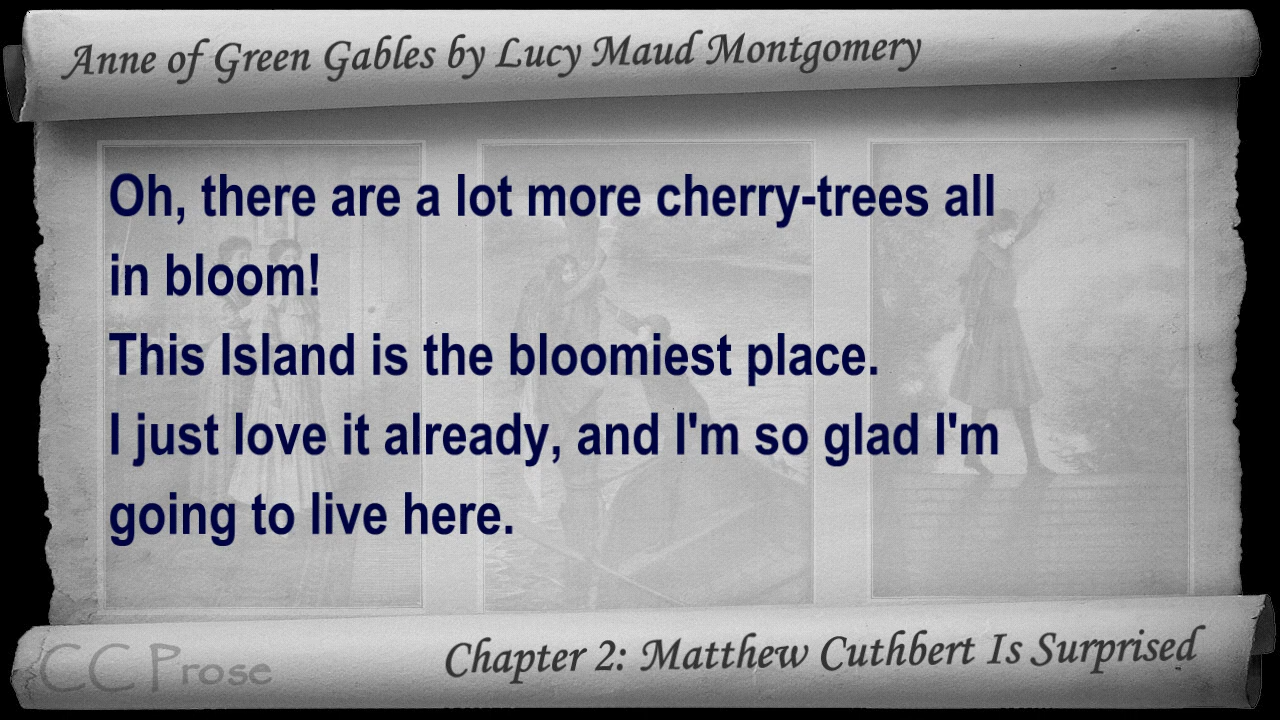 Anne of Green Gables by Lucy Maud Montgomery
Oh, there are a lot more cherry-trees all
in bloom!
This Island is the bloomiest place.
I just love it already, and I'm so glad I'm
going to live here.
CC Prose
Chapter 2: Matthew Cuthbert Is Surprised